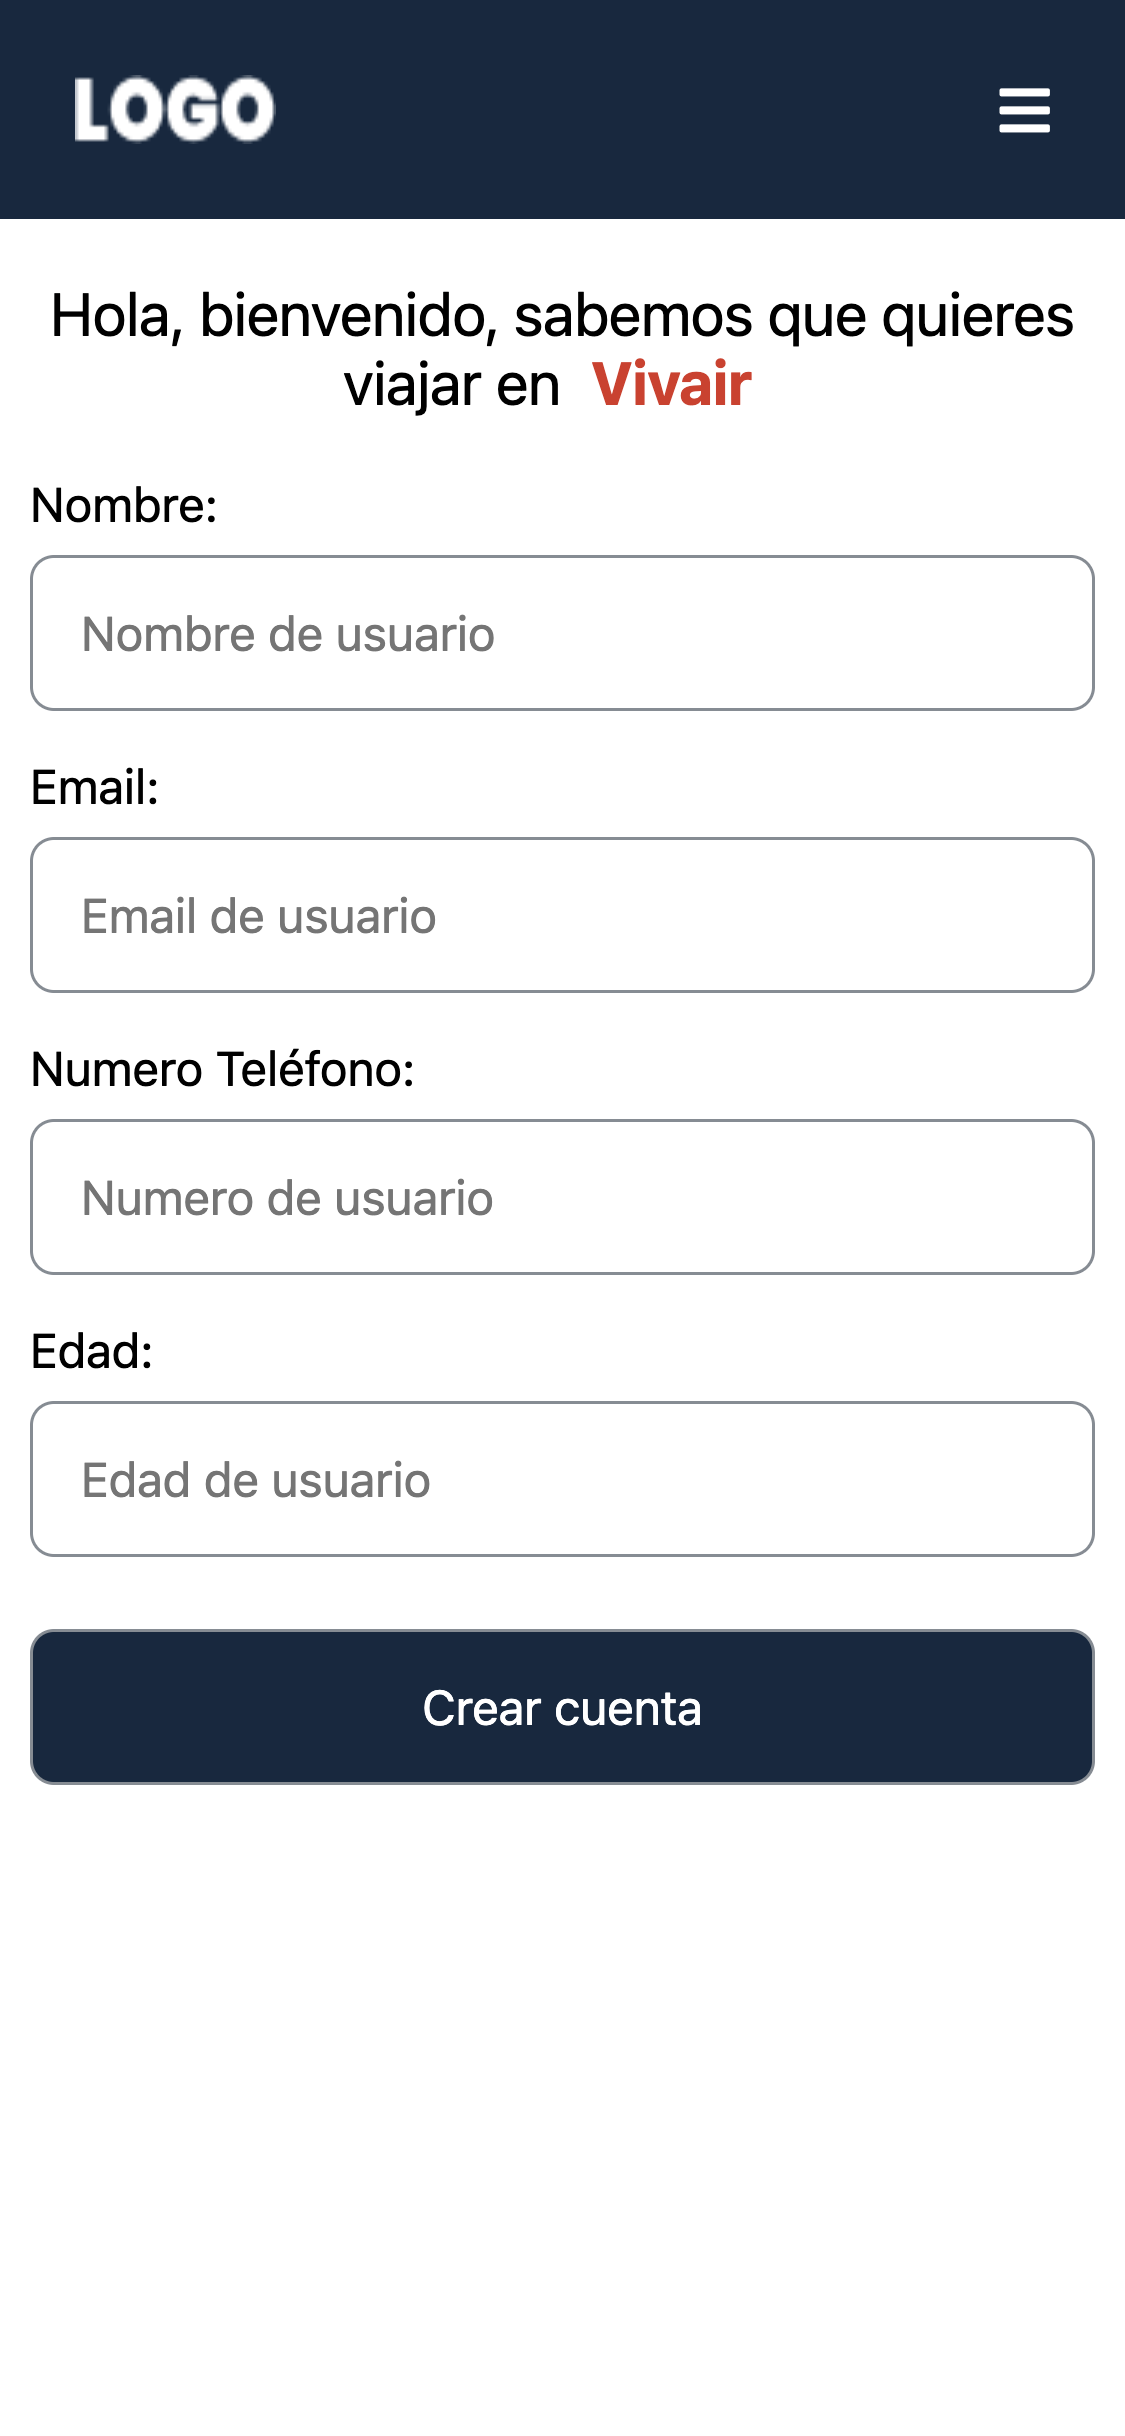 LOGO
Hola, bienvenido, sabemos que quieres
viajar en Vivair
Nombre:
Nombre de usuario
Email:
Email de usuario
Numero Teléfono:
Numero de usuario
Edad:
Edad de usuario
Crear cuenta